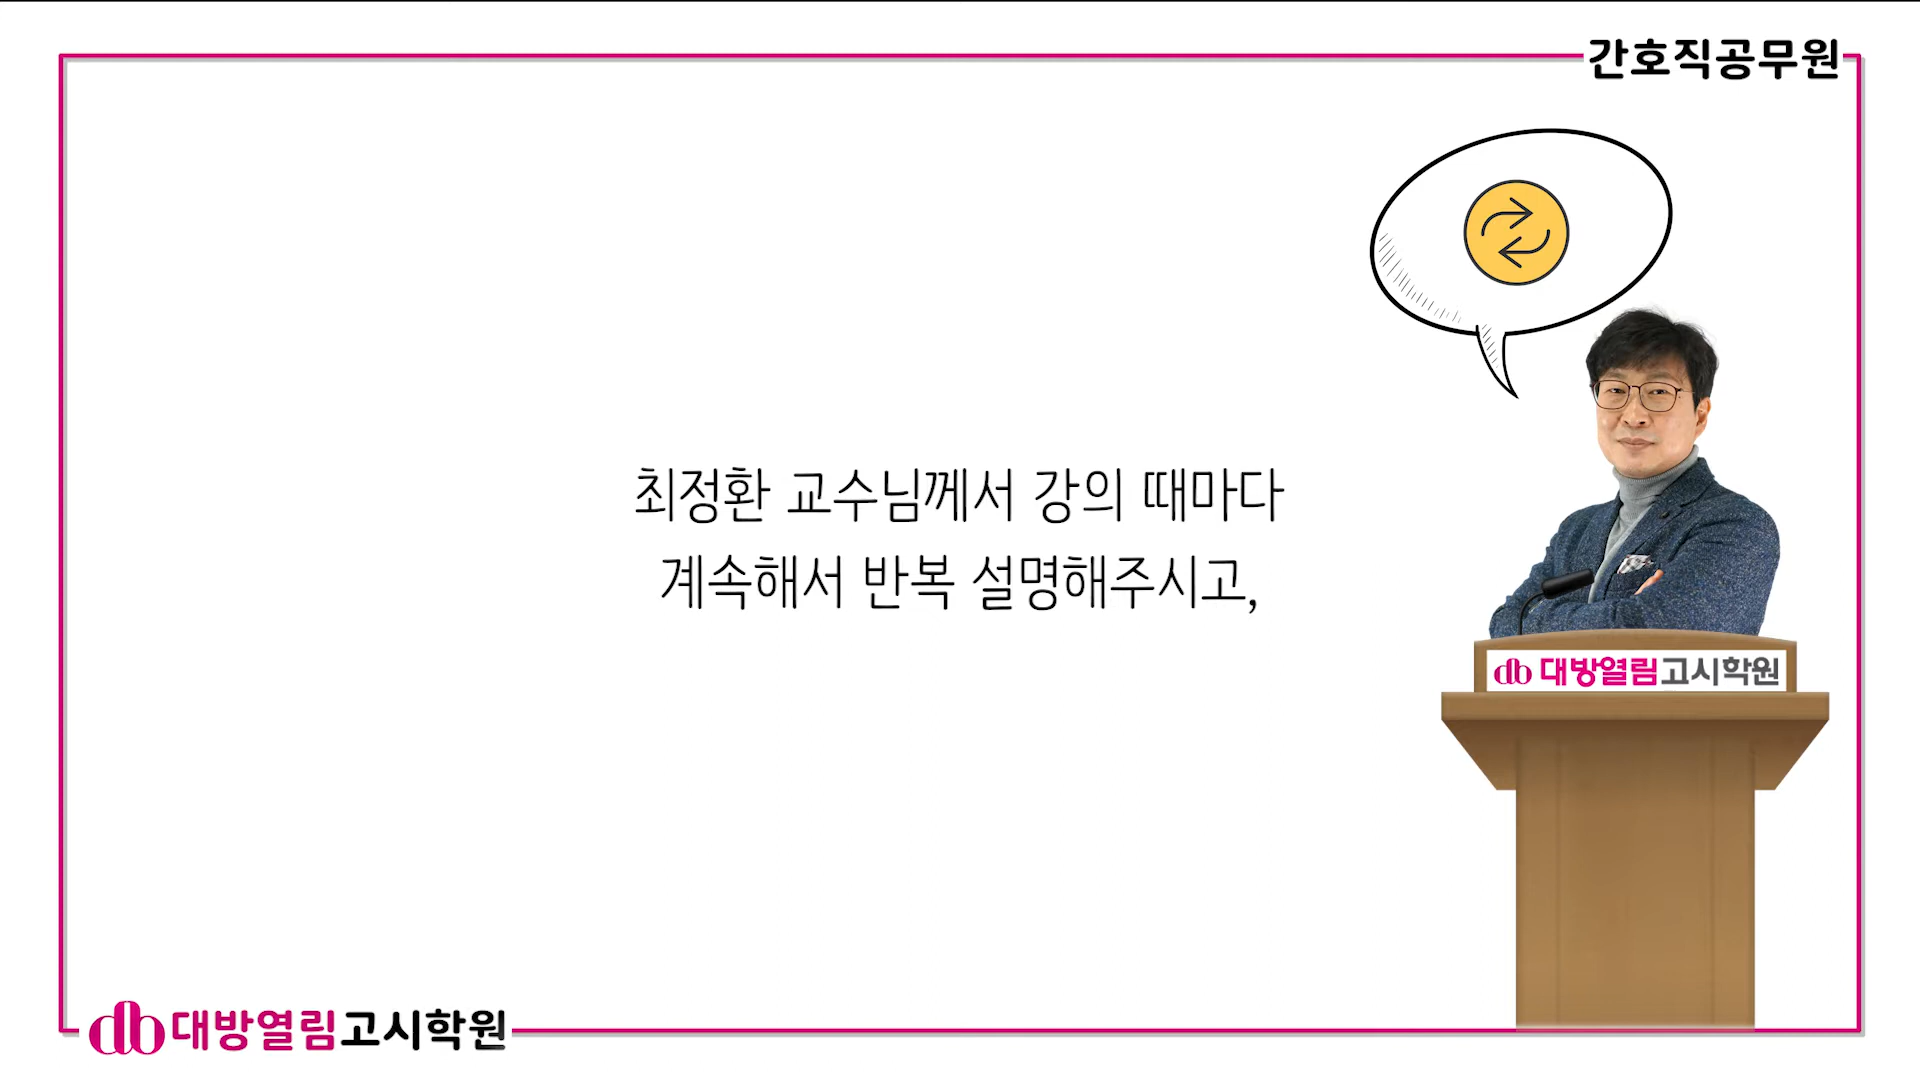 간호직공무원
최정환 교수님께서 강의 때마다
계속해서 반복 설명해주시고,
db 대방열림고시학원
db 대방열림고시학원